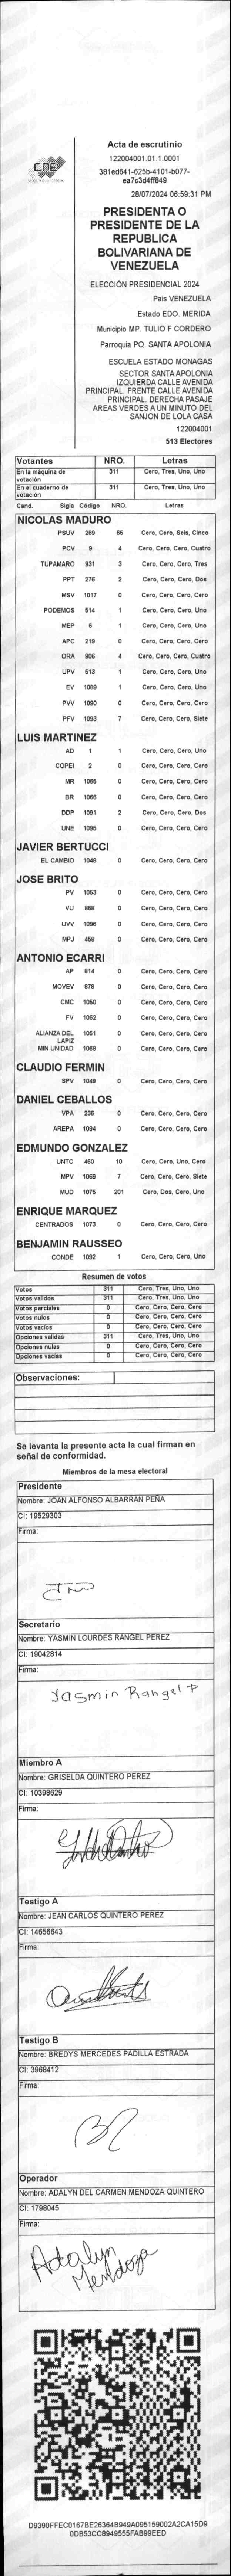 CNE
Acta de escrutinio
122004001.01.1.0001
381ed641-625b-4101-b077-
ea7c3d4ff849
28/07/2024 06:59:31 PM
PRESIDENTA O
PRESIDENTE DE LA
REPUBLICA
BOLIVARIANA DE
VENEZUELA
ELECCIÓN PRESIDENCIAL 2024
Pais VENEZUELA
Estado EDO. MERIDA
Municipio MP. TULIO F CORDERO
Parroquia PQ. SANTA APOLONIA
ESCUELA ESTADO MONAGAS
SECTOR SANTA APOLONIA
IZQUIERDA CALLE AVENIDA
PRINCIPAL. FRENTE CALLE AVENIDA
PRINCIPAL. DERECHA PASAJE
AREAS VERDES A UN MINUTO DEL
SANJON DE LOLA CASA
122004001
513 Electores
Votantes NRO. Letras
En la máquina de votación 311 Cero, Tres, Uno, Uno
En el cuaderno de votación 311 Cero, Tres, Uno, Uno
Cand. Sigla Código NRO. Letras
NICOLAS MADURO
PSUV 269 65 Cero, Cero, Seis, Cinco
PCV 9 4 Cero, Cero, Cero, Cuatro
TUPAMARO 931 3 Cero, Cero, Cero, Tres
PPT 276 2 Cero, Cero, Cero, Dos
MSV 1017 0 Cero, Cero, Cero, Cero
PODEMOS 514 1 Cero, Cero, Cero, Uno
MEP 6 1 Cero, Cero, Cero, Uno
APC 219 0 Cero, Cero, Cero, Cero
ORA 906 4 Cero, Cero, Cero, Cuatro
UPV 513 1 Cero, Cero, Cero, Uno
EV 1089 1 Cero, Cero, Cero, Uno
PVV 1090 0 Cero, Cero, Cero, Cero
PFV 1093 7 Cero, Cero, Cero, Siete
LUIS MARTINEZ
AD 1 1 Cero, Cero, Cero, Uno
COPEI 2 0 Cero, Cero, Cero, Cero
MR 1055 0 Cero, Cero, Cero, Cero
BR 1066 0 Cero, Cero, Cero, Cero
DDP 1091 2 Cero, Cero, Cero, Dos
UNE 1095 0 Cero, Cero, Cero, Cero
JAVIER BERTUCCI
EL CAMBIO 1048 0 Cero, Cero, Cero, Cero
JOSE BRITO
PV 1053 0 Cero, Cero, Cero, Cero
VU 868 0 Cero, Cero, Cero, Cero
UVV 1096 0 Cero, Cero, Cero, Cero
MPJ 458 0 Cero, Cero, Cero, Cero
ANTONIO ECARRI
AP 914 0 Cero, Cero, Cero, Cero
MOVEV 878 0 Cero, Cero, Cero, Cero
CMC 1050 0 Cero, Cero, Cero, Cero
FV 1062 0 Cero, Cero, Cero, Cero
ALIANZA DEL LAPIZ 1051 0 Cero, Cero, Cero, Cero
MIN UNIDAD 1068 0 Cero, Cero, Cero, Cero
CLAUDIO FERMIN
SPV 1049 0 Cero, Cero, Cero, Cero
DANIEL CEBALLOS
VPA 236 0 Cero, Cero, Cero, Cero
AREPA 1094 0 Cero, Cero, Cero, Cero
EDMUNDO GONZALEZ
UNTC 460 10 Cero, Cero, Uno, Cero
MPV 1069 7 Cero, Cero, Cero, Siete
MUD 1075 201 Cero, Dos, Cero, Uno
ENRIQUE MARQUEZ
CENTRADOS 1073 0 Cero, Cero, Cero, Cero
BENJAMIN RAUSSEO
CONDE 1092 1 Cero, Cero, Cero, Uno
Resumen de votos
Votos 311 Cero, Tres, Uno, Uno
Votos validos 311 Cero, Tres, Uno, Uno
Votos parciales 0 Cero, Cero, Cero, Cero
Votos nulos 0 Cero, Cero, Cero, Cero
Votos vacios 0 Cero, Cero, Cero, Cero
Opciones validas 311 Cero, Tres, Uno, Uno
Opciones nulas 0 Cero, Cero, Cero, Cero
Opciones vacias 0 Cero, Cero, Cero, Cero
Observaciones:
Se levanta la presente acta la cual firman en
señal de conformidad.
Miembros de la mesa electoral
Presidente
Nombre: JOAN ALFONSO ALBARRAN PEÑA
CI: 19529303
Firma:
Secretario
Nombre: YASMIN LOURDES RANGEL PEREZ
CI: 19042814
Firma:
Yasmin Rangel P
Miembro A
Nombre: GRISELDA QUINTERO PEREZ
CI: 10398629
Firma:
Testigo A
Nombre: JEAN CARLOS QUINTERO PEREZ
CI: 14656643
Firma:
Testigo B
Nombre: BREDYS MERCEDES PADILLA ESTRADA
CI: 3968412
Firma:
Operador
Nombre: ADALYN DEL CARMEN MENDOZA QUINTERO
CI: 1798045
Firma:
Adalyn
Mendoza
D9390FFEC0167BE26364B949A095159002A2CA15D9
0DB53CC8949555FAB99EED